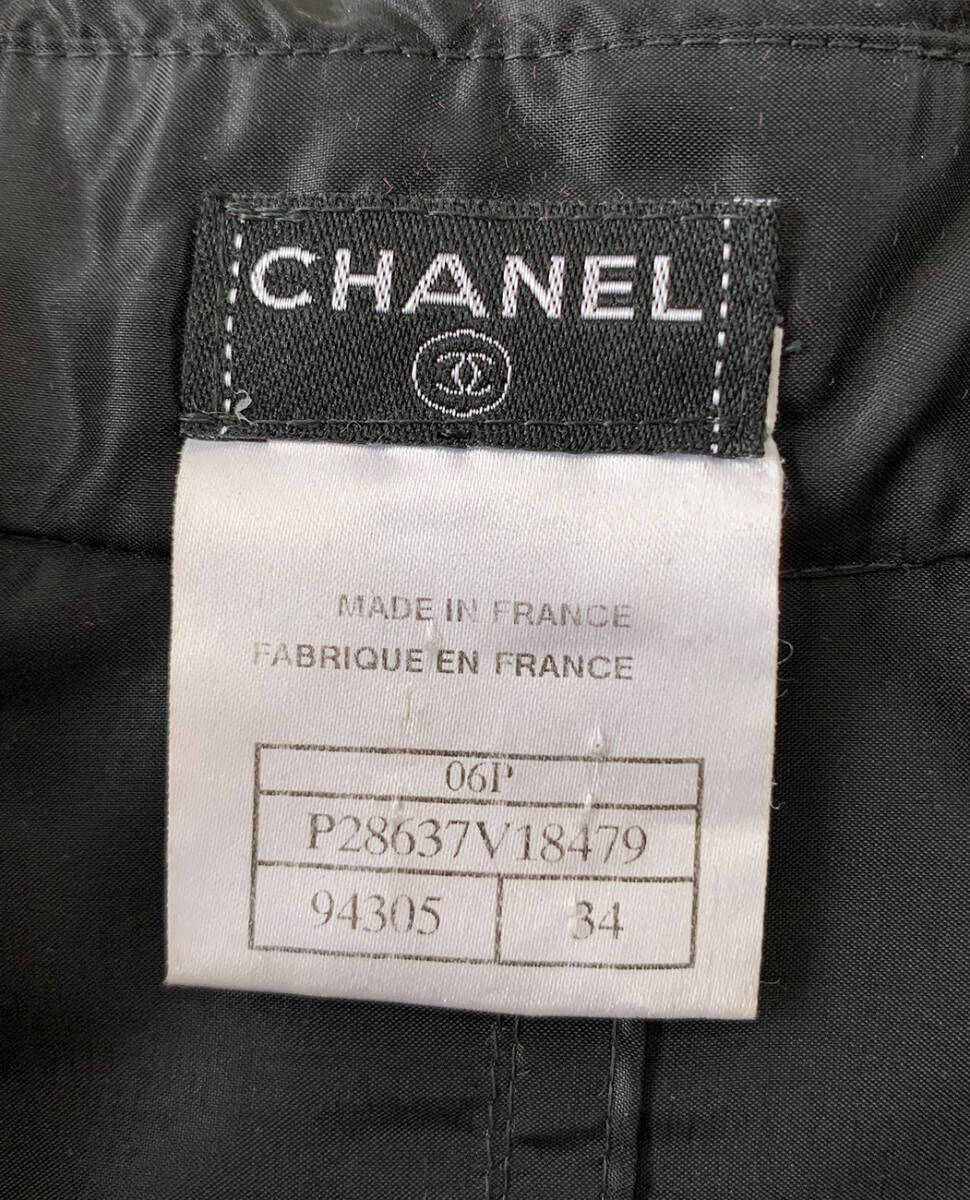 CHANEL
MADE IN FRANCE
FABRIQUE EN FRANCE
06P
P28637V18479
94305 34